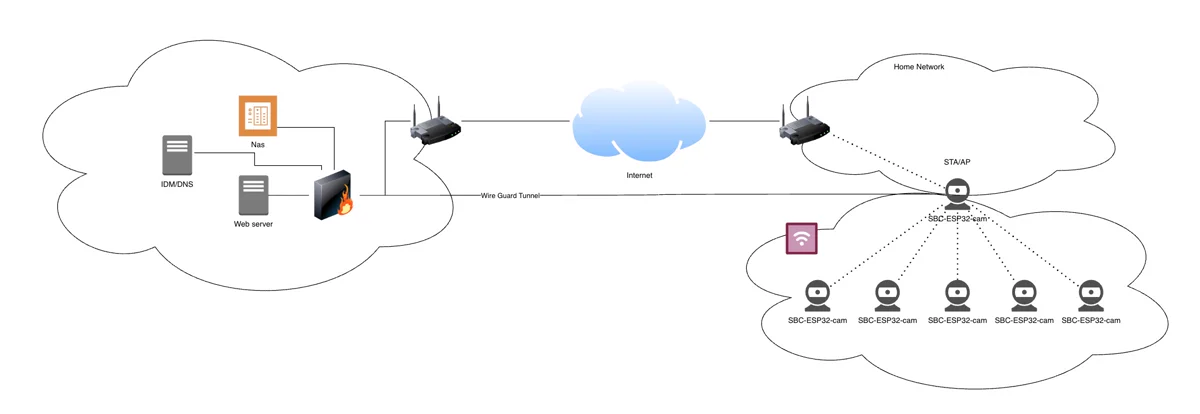 Home Network
Nas
STA/AP
Internet
IDM/DNS
Wire Guard Tunnel
Web server
SBC-ESP32-cam
SBC-ESP32-cam
SBC-ESP32-cam
SBC-ESP32-cam
SBC-ESP32-cam
SBC-ESP32-cam